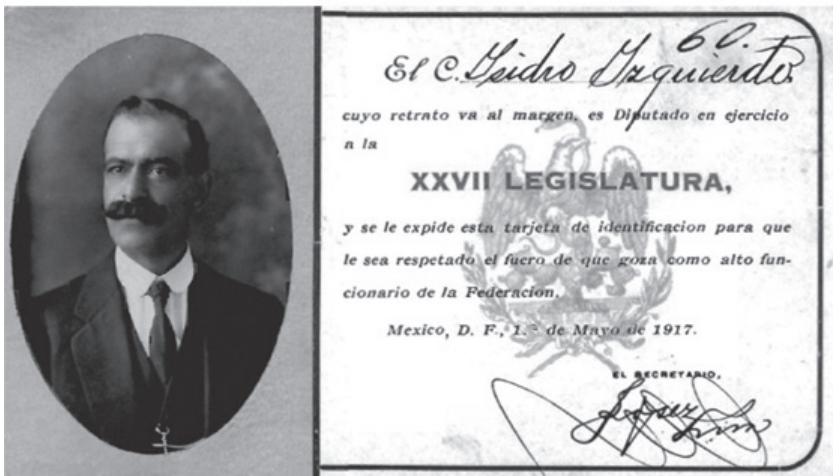 60.
El C. Isidro Izquierdo.
cuyo retrato va al margen, es Diputado en ejercicio
a la
XXVII LEGISLATURA,
y se le expide esta tarjeta de identificacion para que
le sea respetado el fuero de que goza como alto fun-
cionario de la Federacion.
Mexico, D. F., 1.º de Mayo de 1917.
EL SECRETARIO,